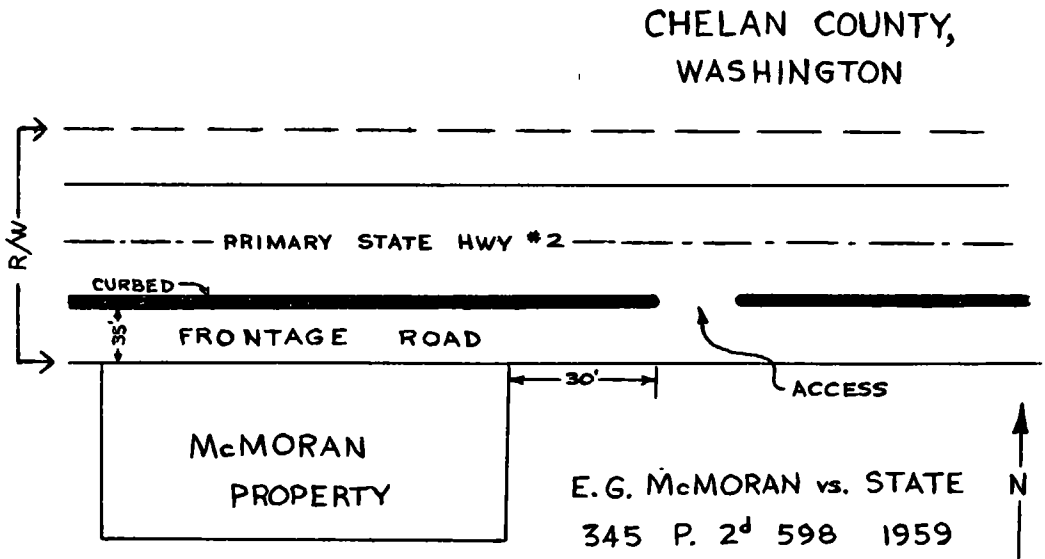 CHELAN COUNTY,
WASHINGTON
R/W
PRIMARY STATE HWY #2
CURBED
35'
FRONTAGE ROAD
30'
ACCESS
McMORAN
PROPERTY
E.G. McMORAN vs. STATE
345 P. 2d 598 1959
N